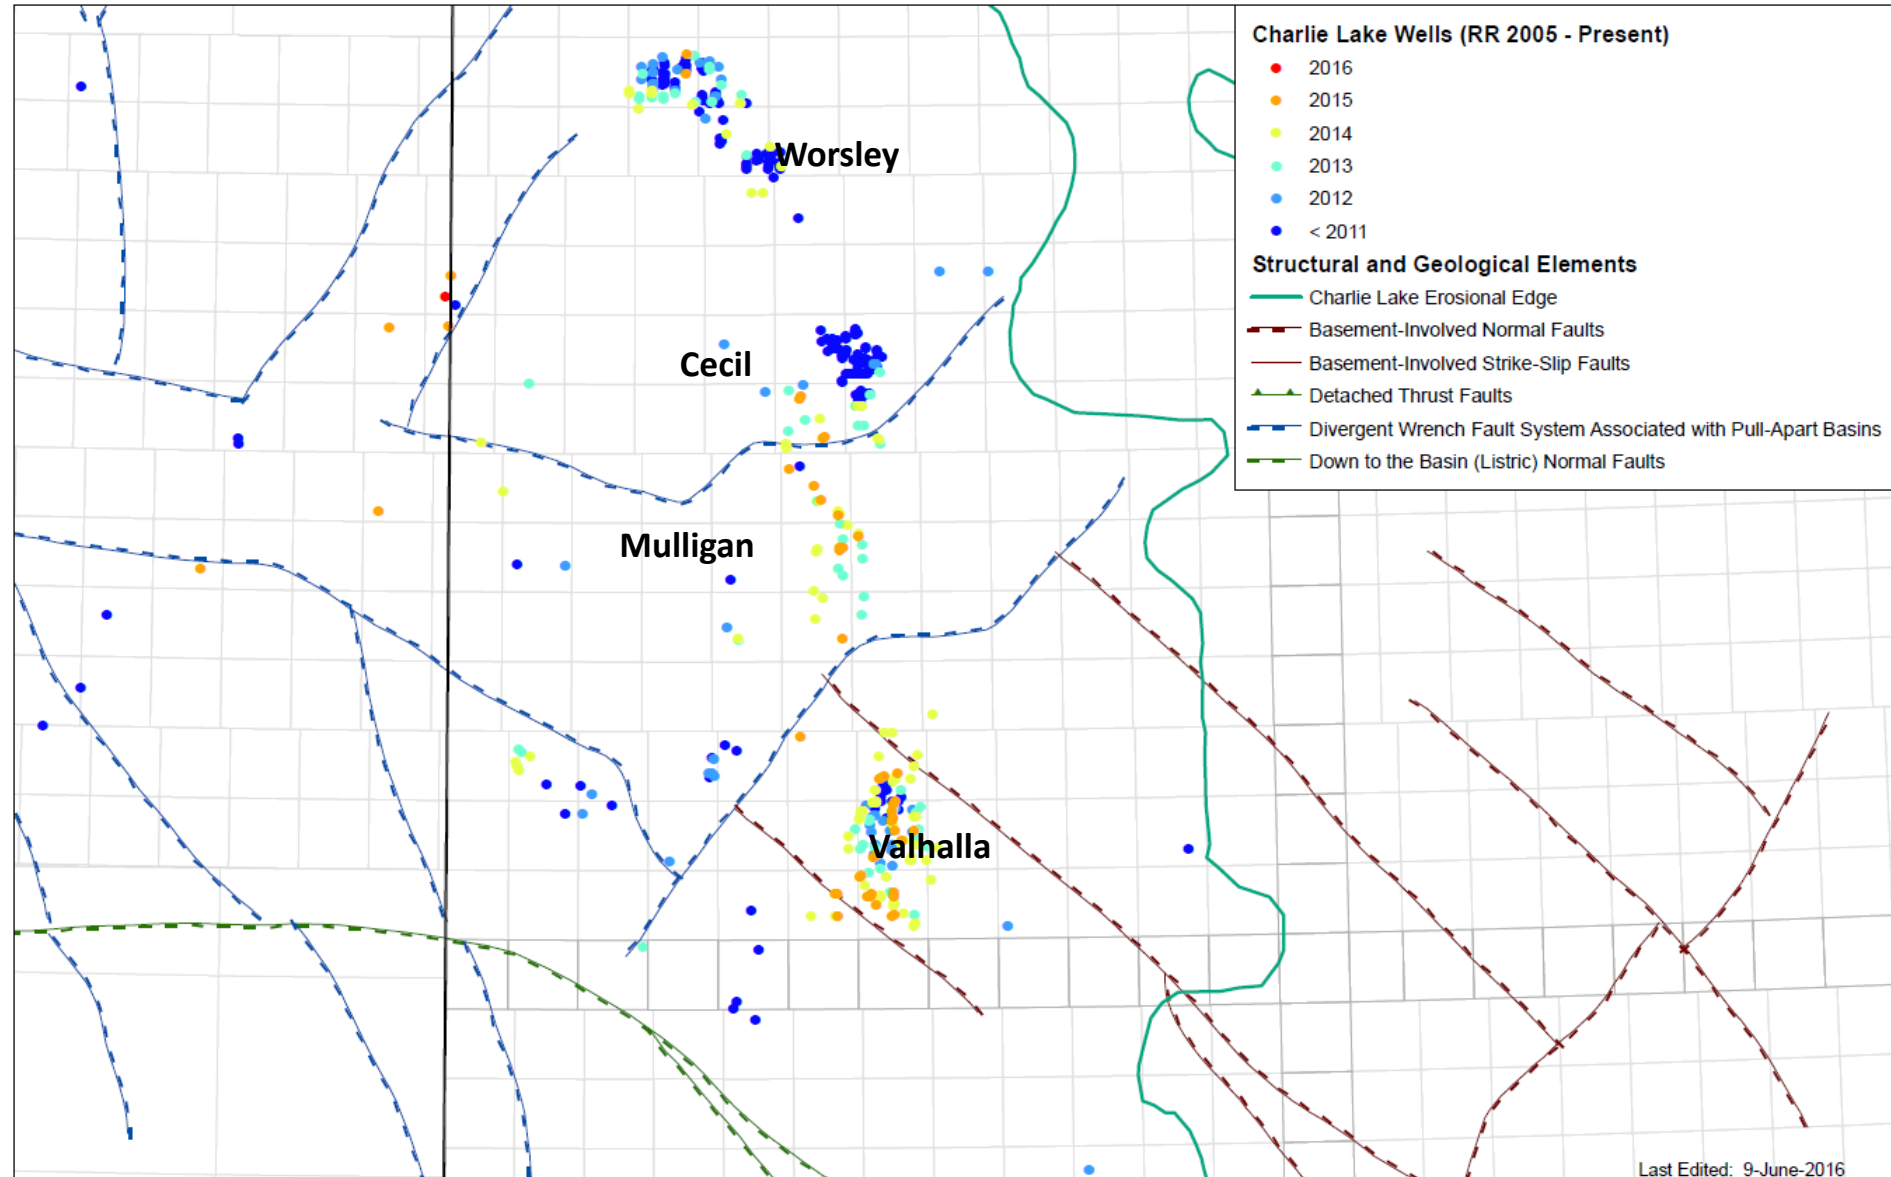 Charlie Lake Wells (RR 2005 - Present)
2016
2015
2014
2013
2012
< 2011
Structural and Geological Elements
Charlie Lake Erosional Edge
Basement-Involved Normal Faults
Basement-Involved Strike-Slip Faults
Detached Thrust Faults
Divergent Wrench Fault System Associated with Pull-Apart Basins
Down to the Basin (Listric) Normal Faults
Worsley
Cecil
Mulligan
Valhalla
Last Edited: 9-June-2016